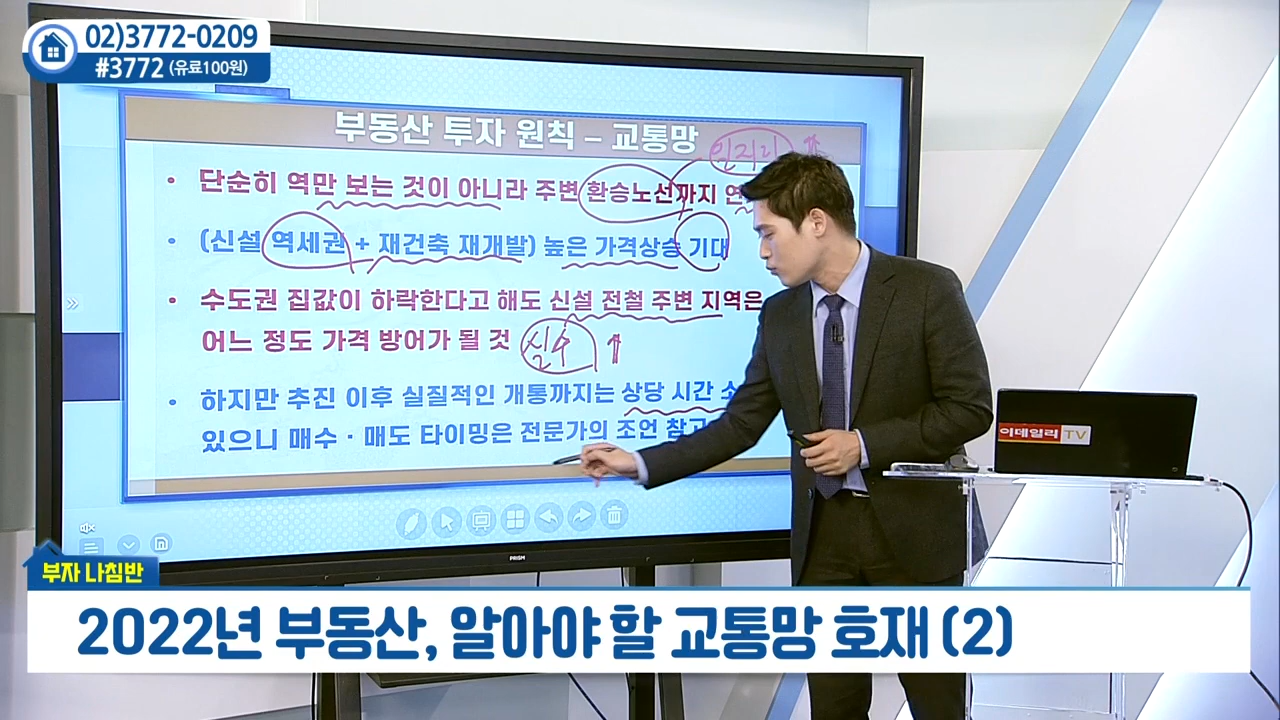 02)3772-0209
#3772 (유료100원)
부동산 투자 원칙 – 교통망
일자리
• 단순히 역만 보는 것이 아니라 주변 환승노선까지 연
• (신설 역세권 + 재건축 재개발) 높은 가격상승 기대
• 수도권 집값이 하락한다고 해도 신설 전철 주변 지역은
어느 정도 가격 방어가 될 것
실수
• 하지만 추진 이후 실질적인 개통까지는 상당 시간 소
있으니 매수 · 매도 타이밍은 전문가의 조언 참고
이데일리 TV
PRISM
부자 나침반
2022년 부동산, 알아야 할 교통망 호재 (2)